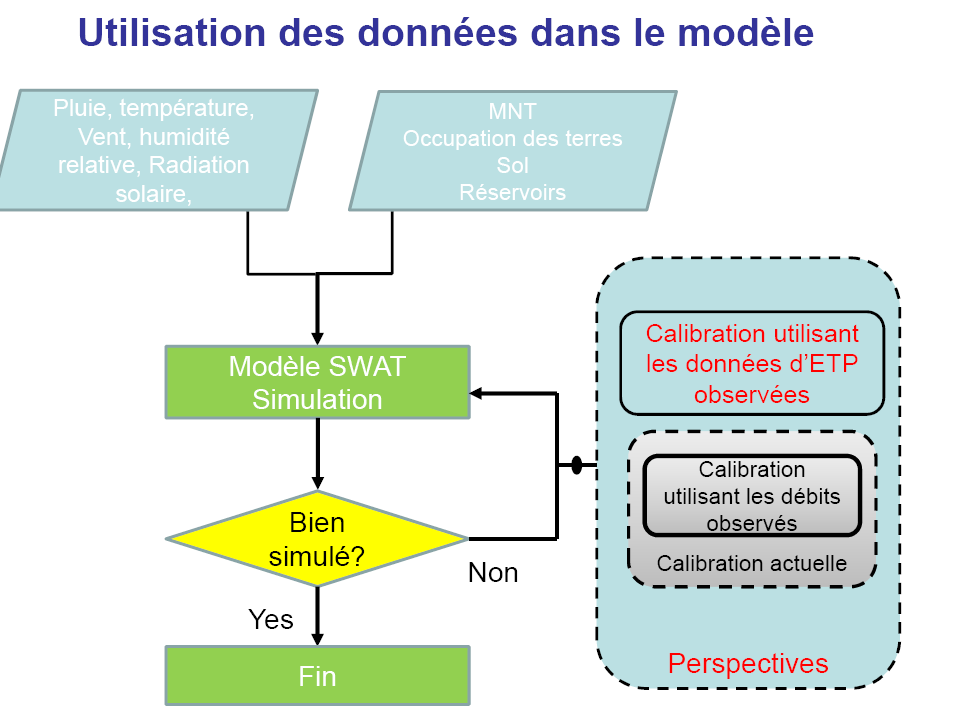 Utilisation des données dans le modèle
Pluie, température,
Vent, humidité
relative, Radiation
solaire,
MNT
Occupation des terres
Sol
Réservoirs
Modèle SWAT
Simulation
Bien
simulé?
Non
Yes
Fin
Calibration utilisant
les données d’ETP
observées
Calibration
utilisant les débits
observés
Calibration actuelle
Perspectives